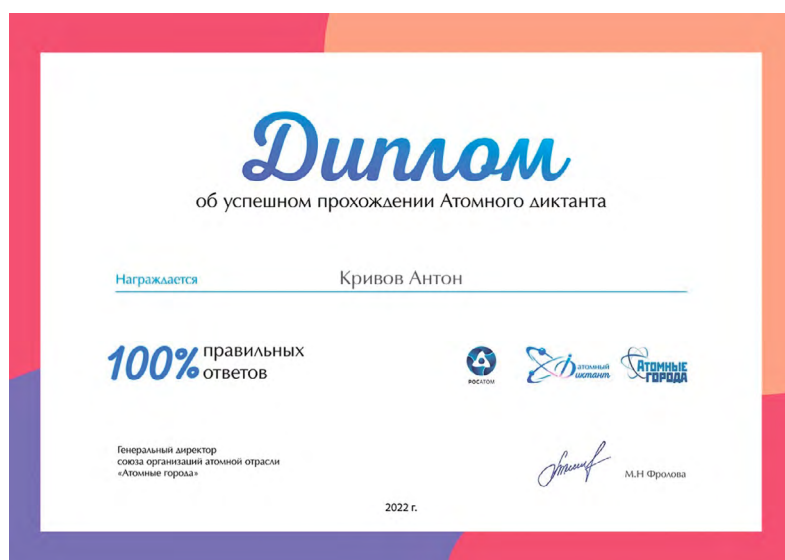 Диплом
об успешном прохождении Атомного диктанта
Награждается Кривов Антон
100% правильных
ответов
РОСАТОМ
атомный
Диктант
АТОМНЫЕ
ГОРОДА
Генеральный директор
союза организаций атомной отрасли
«Атомные города»
М.Н Фролова
2022 г.